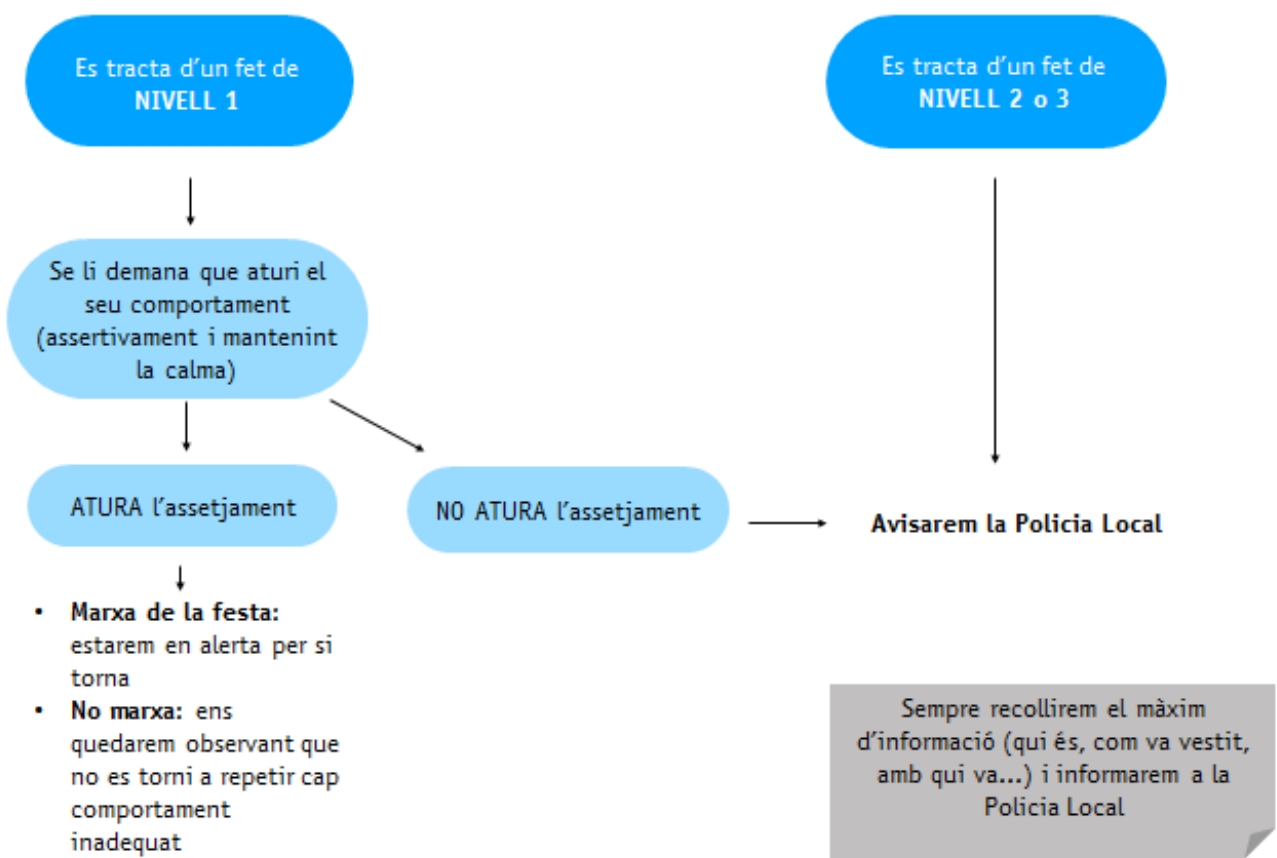 Es tracta d'un fet de
NIVELL 1
Es tracta d'un fet de
NIVELL 2 o 3
Se li demana que aturi el
seu comportament
(assertivament i mantenint
la calma)
ATURA l'assetjament
NO ATURA l'assetjament
Avisarem la Policia Local
• Marxa de la festa:
estarem en alerta per si
torna
• No marxa: ens
quedarem observant que
no es torni a repetir cap
comportament
inadequat
Sempre recollirem el màxim
d'informació (qui és, com va vestit,
amb qui va...) i informarem a la
Policia Local